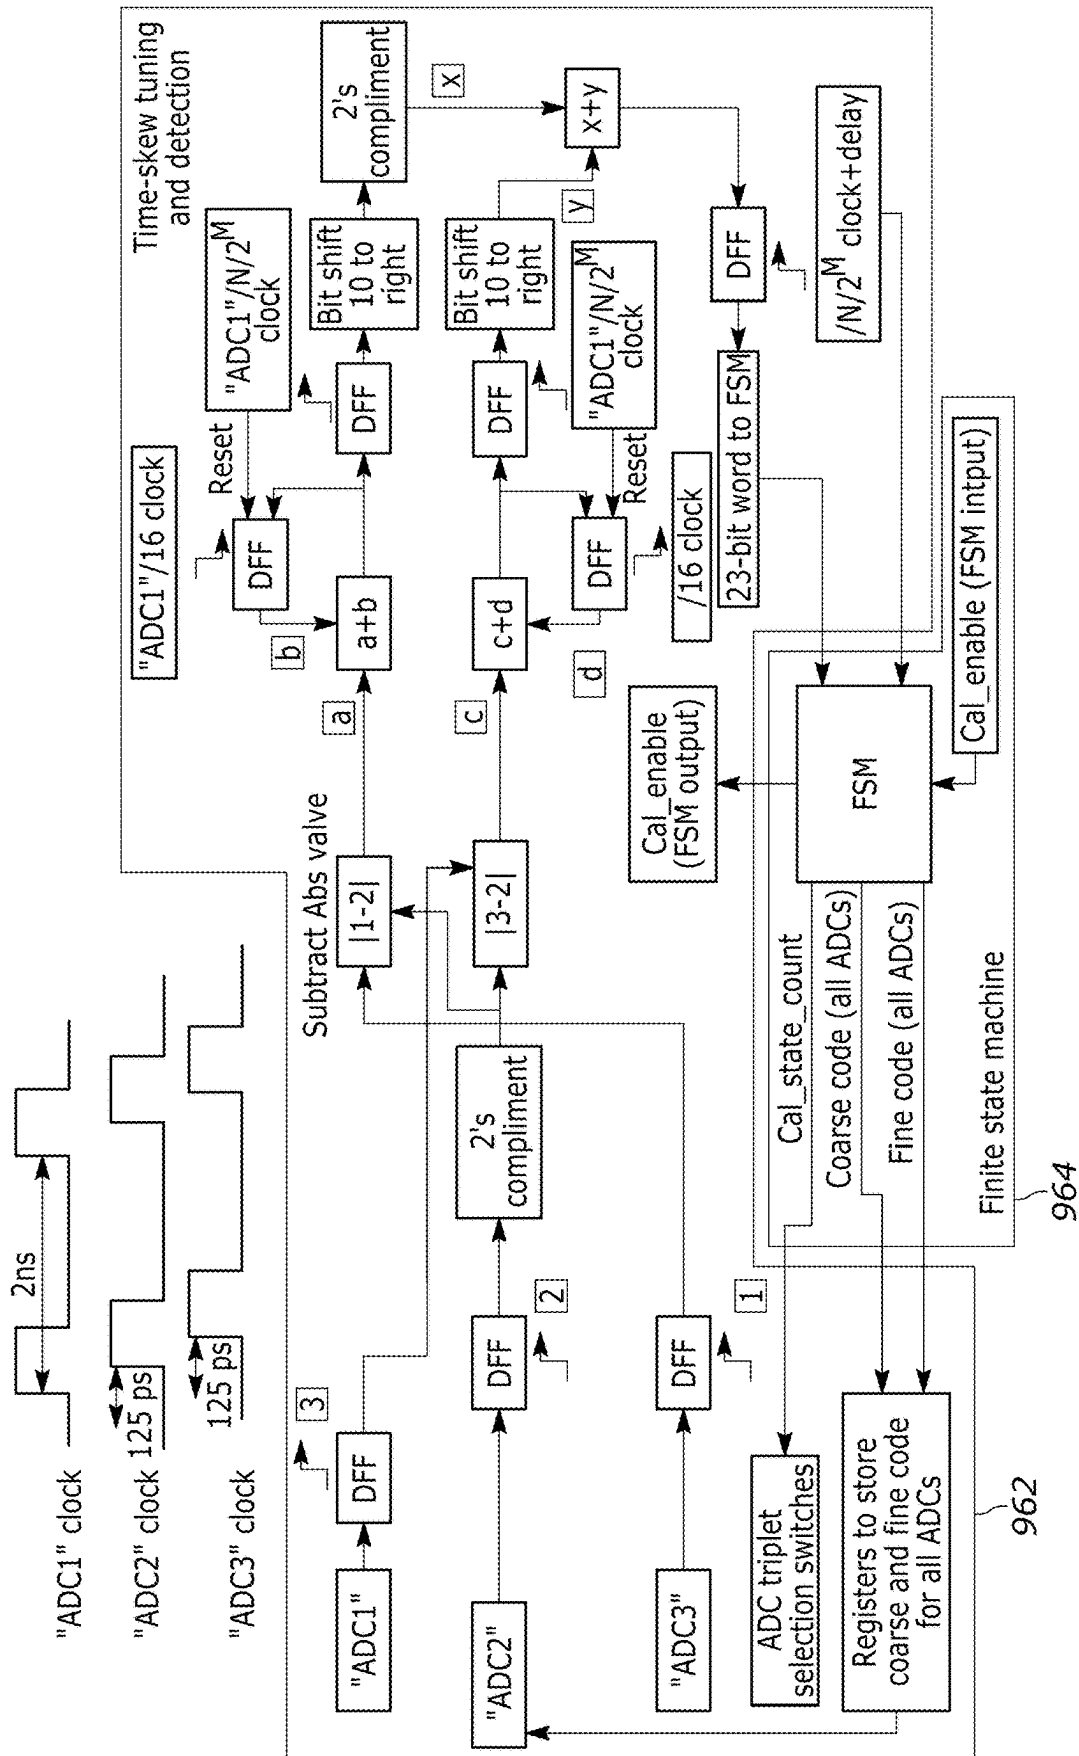 "ADC1" clock
2ns
"ADC2" clock
125 ps
"ADC3" clock
125 ps
Time-skew tuning
and detection
"ADC1"/16 clock
Reset
"ADC1"/N/2^M
clock
3
"ADC1"
DFF
Subtract Abs valve
|1-2|
a
b
a+b
DFF
DFF
Bit shift
10 to
right
2's
compliment
x
"ADC2"
DFF
2
2's
compliment
|3-2|
c
c+d
d
DFF
DFF
Bit shift
10 to
right
y
x+y
Reset
"ADC1"/N/2^M
clock
/16 clock
"ADC3"
DFF
1
DFF
23-bit word to FSM
/N/2^M clock+delay
ADC triplet
selection switches
Registers to store
coarse and fine code
for all ADCs
Cal_state_count
Coarse code (all ADCs)
Fine code (all ADCs)
Cal_enable
(FSM output)
FSM
Cal_enable (FSM intput)
Finite state machine
962
964